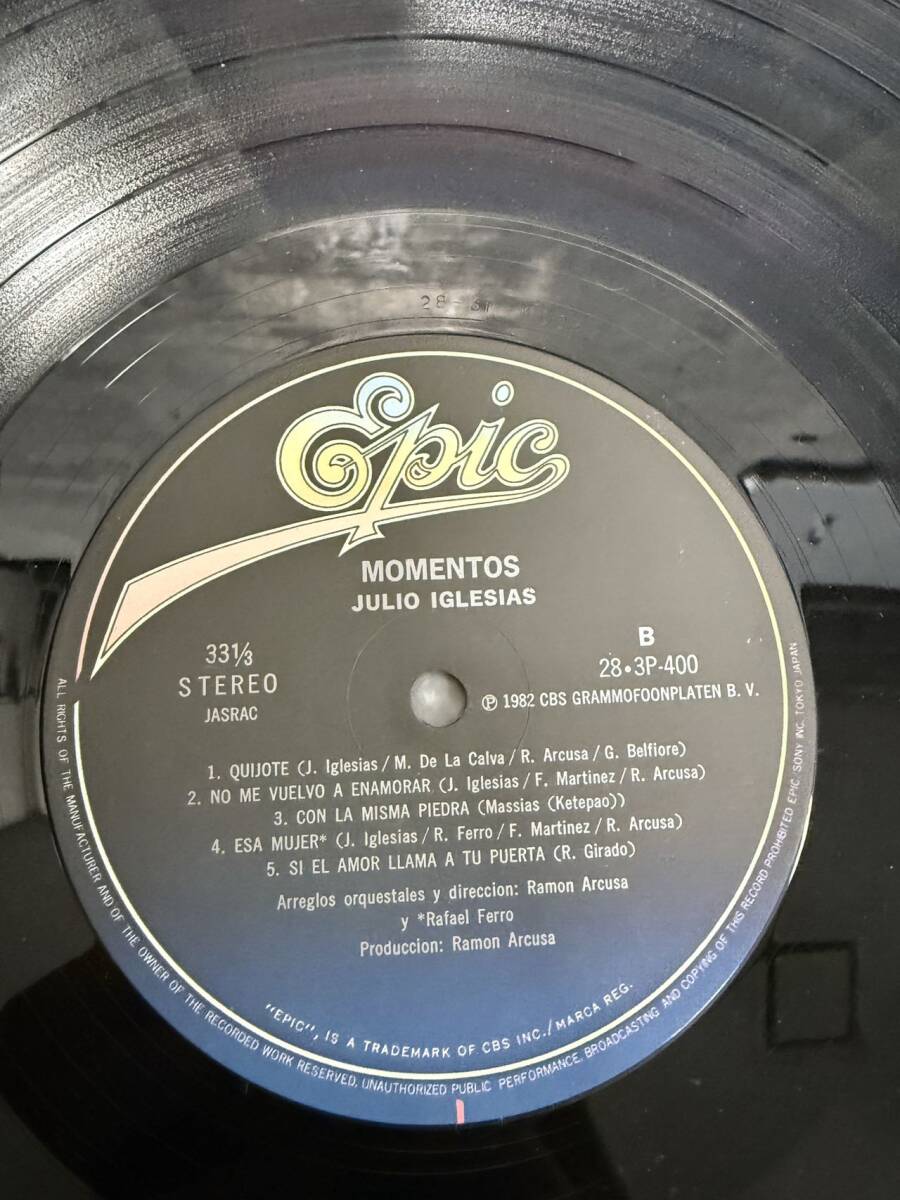 Epic
MOMENTOS
JULIO IGLESIAS
33⅓
STEREO
JASRAC
B
28・3P-400
Ⓟ 1982 CBS GRAMMOFOONPLATEN B. V.
1. QUIJOTE (J. Iglesias / M. De La Calva / R. Arcusa / G. Belfiore)
2. NO ME VUELVO A ENAMORAR (J. Iglesias / F. Martinez / R. Arcusa)
3. CON LA MISMA PIEDRA (Massias (Ketepao))
4. ESA MUJER* (J. Iglesias / R. Ferro / F. Martinez / R. Arcusa)
5. SI EL AMOR LLAMA A TU PUERTA (R. Girado)
Arreglos orquestales y direccion: Ramon Arcusa
y *Rafael Ferro
Produccion: Ramon Arcusa
"EPIC", IS A TRADEMARK OF CBS INC./MARCA REG.
ALL RIGHTS OF THE MANUFACTURER AND OF THE OWNER OF THE RECORDED WORK RESERVED. UNAUTHORIZED PUBLIC PERFORMANCE, BROADCASTING AND COPYING OF THIS RECORD PROHIBITED EPIC/SONY INC. TOKYO JAPAN